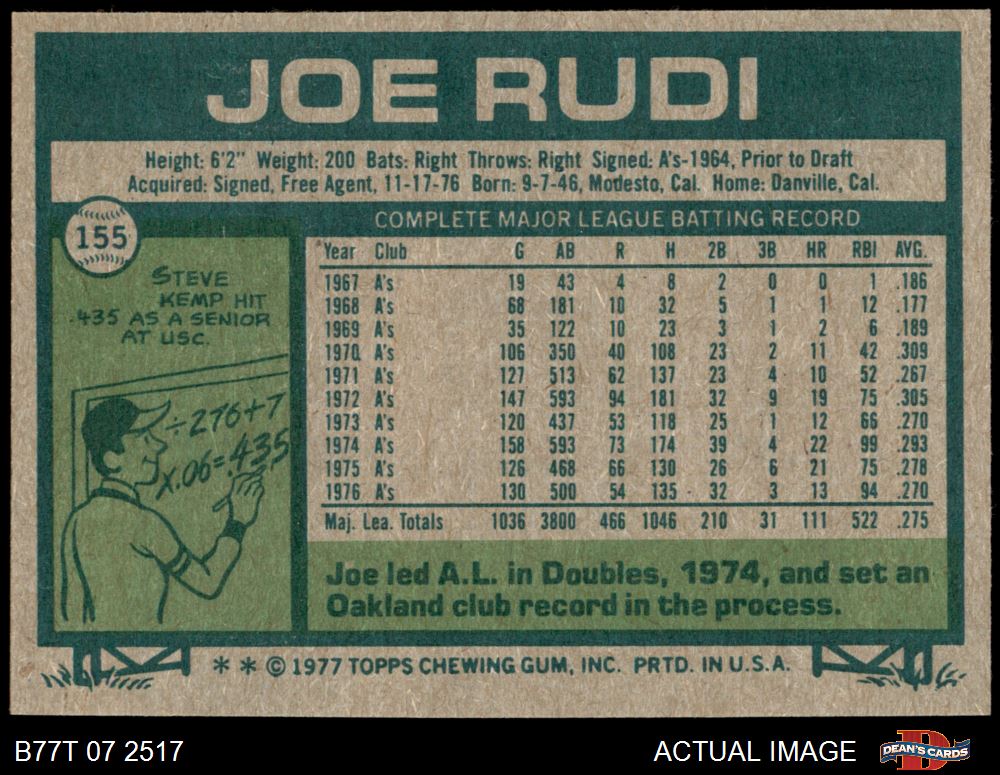 JOE RUDI
Height: 6'2" Weight: 200 Bats: Right Throws: Right Signed: A's-1964, Prior to Draft
Acquired: Signed, Free Agent, 11-17-76 Born: 9-7-46, Modesto, Cal. Home: Danville, Cal.
155
STEVE
KEMP HIT
.435 AS A SENIOR
AT USC.
÷276+7
x.06=.435
COMPLETE MAJOR LEAGUE BATTING RECORD
Year Club G AB R H 2B 3B HR RBI AVG.
1967 A's 19 43 4 8 2 0 0 1 .186
1968 A's 68 181 10 32 5 1 1 12 .177
1969 A's 35 122 10 23 3 1 2 6 .189
1970 A's 106 350 40 108 23 2 11 42 .309
1971 A's 127 513 62 137 23 4 10 52 .267
1972 A's 147 593 94 181 32 9 19 75 .305
1973 A's 120 437 53 118 25 1 12 66 .270
1974 A's 158 593 73 174 39 4 22 99 .293
1975 A's 126 468 66 130 26 6 21 75 .278
1976 A's 130 500 54 135 32 3 13 94 .270
Maj. Lea. Totals 1036 3800 466 1046 210 31 111 522 .275
Joe led A.L. in Doubles, 1974, and set an
Oakland club record in the process.
* * © 1977 TOPPS CHEWING GUM, INC. PRTD. IN U.S.A.
B77T 07 2517 ACTUAL IMAGE
DEAN'S CARDS